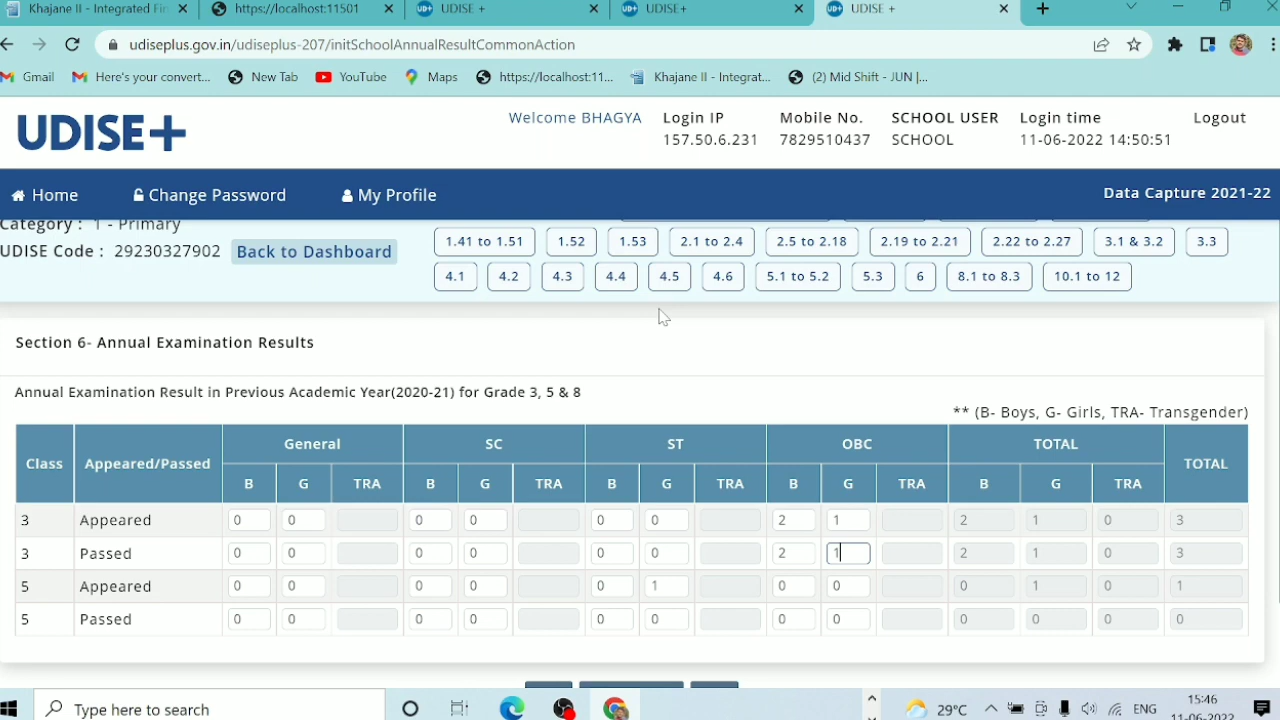 Khajane II - Integrated Fin
https://localhost:11501
UDISE +
UDISE+
UDISE +
udiseplus.gov.in/udiseplus-207/initSchoolAnnualResultCommonAction
Gmail
Here's your convert...
New Tab
YouTube
Maps
https://localhost:11...
Khajane II - Integrat...
(2) Mid Shift - JUN |...
UDISE+
Welcome BHAGYA
Login IP
157.50.6.231
Mobile No.
7829510437
SCHOOL USER
SCHOOL
Login time
11-06-2022 14:50:51
Logout
Home
Change Password
My Profile
Data Capture 2021-22
Category : 1 - Primary
UDISE Code : 29230327902 Back to Dashboard
1.41 to 1.51 1.52 1.53 2.1 to 2.4 2.5 to 2.18 2.19 to 2.21 2.22 to 2.27 3.1 & 3.2 3.3
4.1 4.2 4.3 4.4 4.5 4.6 5.1 to 5.2 5.3 6 8.1 to 8.3 10.1 to 12
Section 6- Annual Examination Results
Annual Examination Result in Previous Academic Year(2020-21) for Grade 3, 5 & 8
** (B- Boys, G- Girls, TRA- Transgender)
Class Appeared/Passed General SC ST OBC TOTAL TOTAL
B G TRA B G TRA B G TRA B G TRA B G TRA
3 Appeared 0 0 0 0 0 0 2 1 2 1 0 3
3 Passed 0 0 0 0 0 0 2 1 2 1 0 3
5 Appeared 0 0 0 0 0 1 0 0 0 1 0 1
5 Passed 0 0 0 0 0 0 0 0 0 0 0 0
Type here to search
29°C
ENG
15:46
11-06-2022